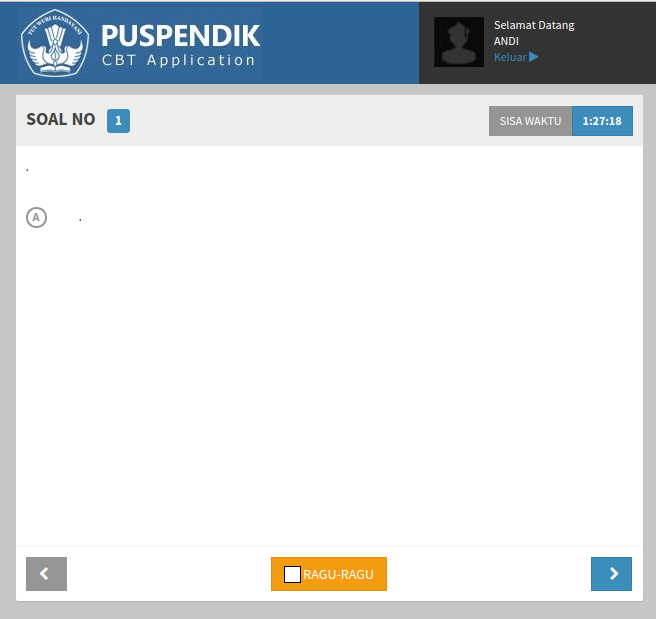 TUT WURI HANDAYANI
PUSPENDIK
CBT Application
Selamat Datang
ANDI
Keluar
SOAL NO 1
SISA WAKTU 1:27:18
.
A .
RAGU-RAGU